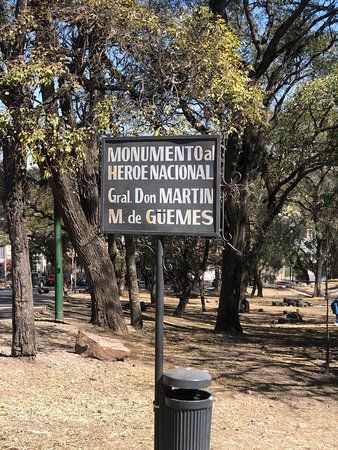 MONUMENTO al
HEROE NACIONAL
Gral. Don MARTIN
M. de GÜEMES